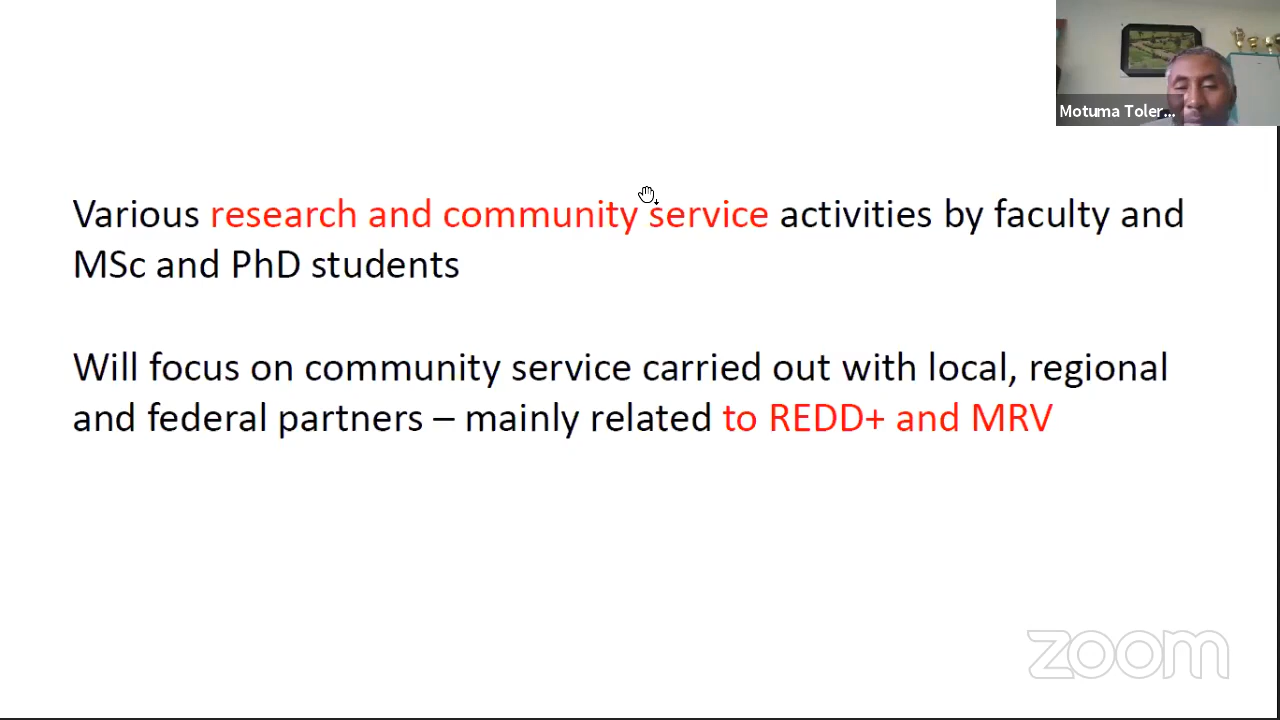 Motuma Toler...
Various research and community service activities by faculty and
MSc and PhD students
Will focus on community service carried out with local, regional
and federal partners – mainly related to REDD+ and MRV
zoom